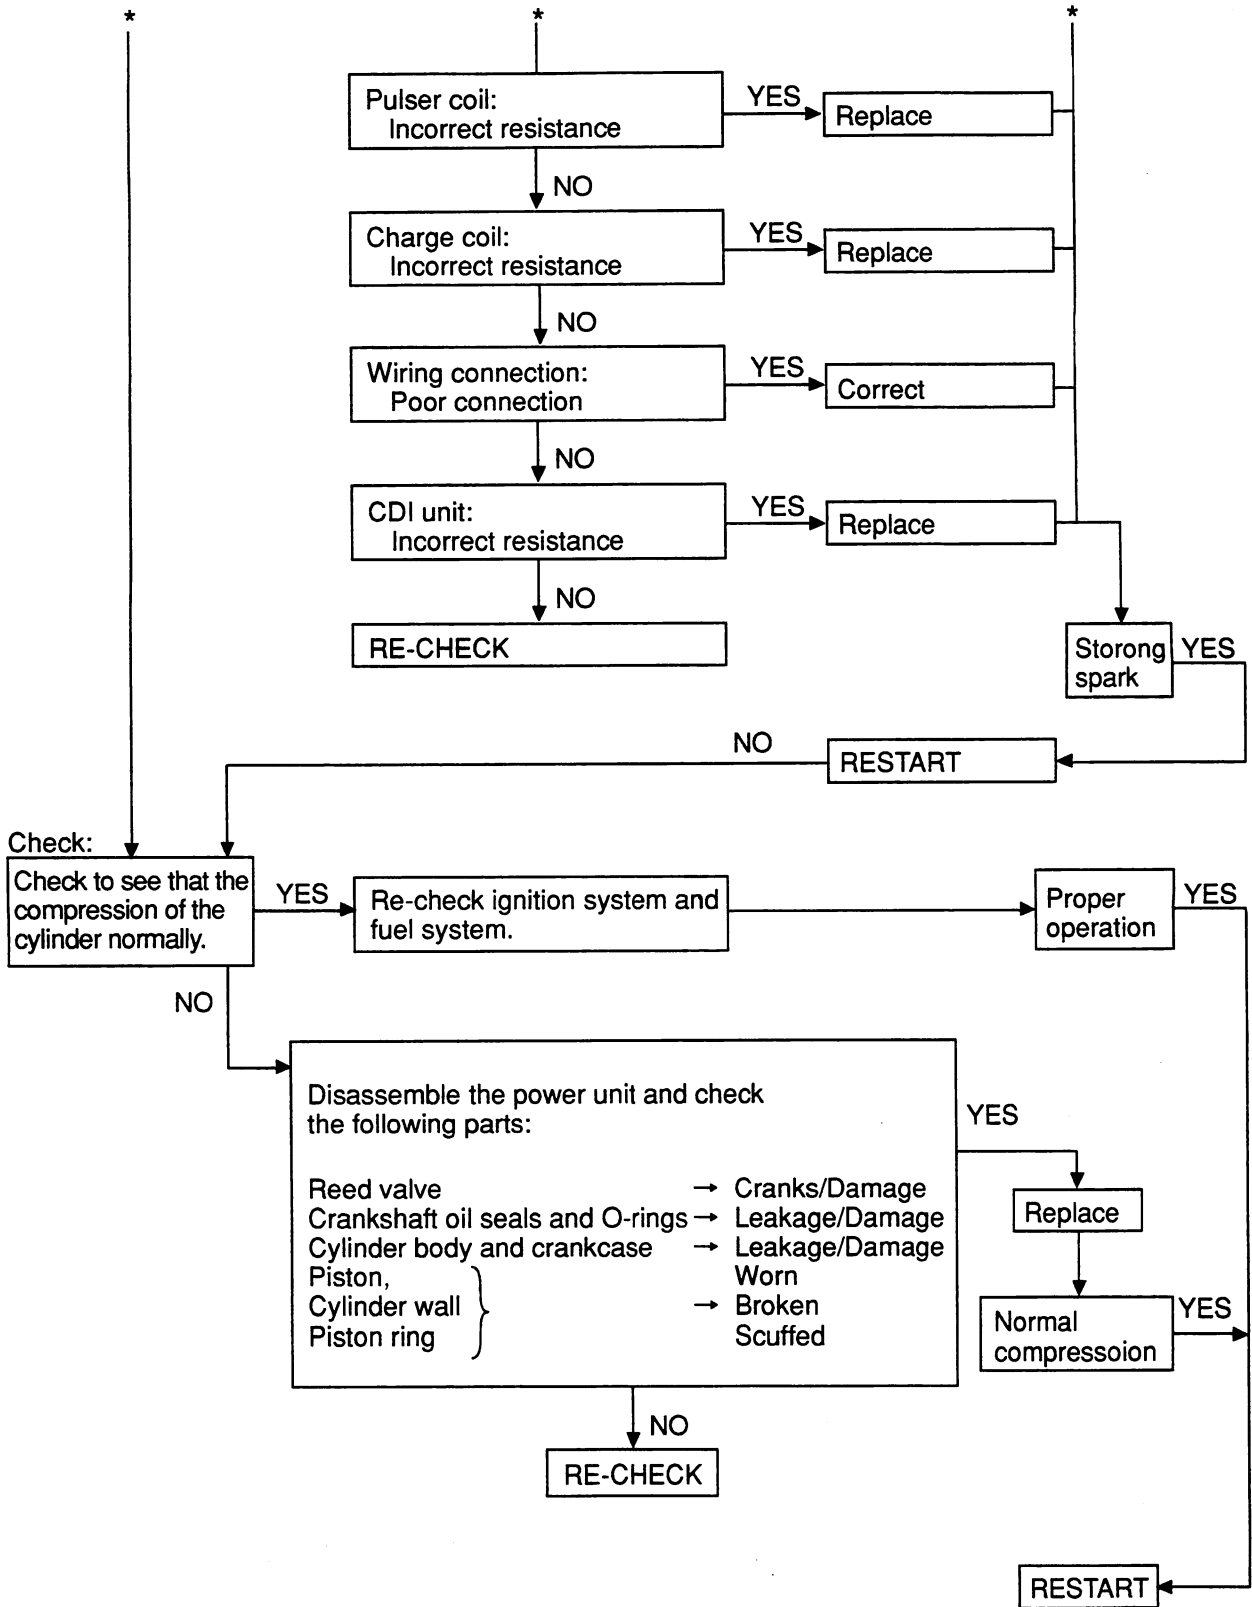 * * *
Pulser coil:
Incorrect resistance
YES
Replace
NO
Charge coil:
Incorrect resistance
YES
Replace
NO
Wiring connection:
Poor connection
YES
Correct
NO
CDI unit:
Incorrect resistance
YES
Replace
NO
RE-CHECK
Storong
spark
YES
NO
RESTART
Check:
Check to see that the
compression of the
cylinder normally.
YES
Re-check ignition system and
fuel system.
Proper
operation
YES
NO
Disassemble the power unit and check
the following parts:
Reed valve → Cranks/Damage
Crankshaft oil seals and O-rings → Leakage/Damage
Cylinder body and crankcase → Leakage/Damage
Piston, Worn
Cylinder wall → Broken
Piston ring Scuffed
YES
Replace
Normal
compressoion
YES
NO
RE-CHECK
RESTART